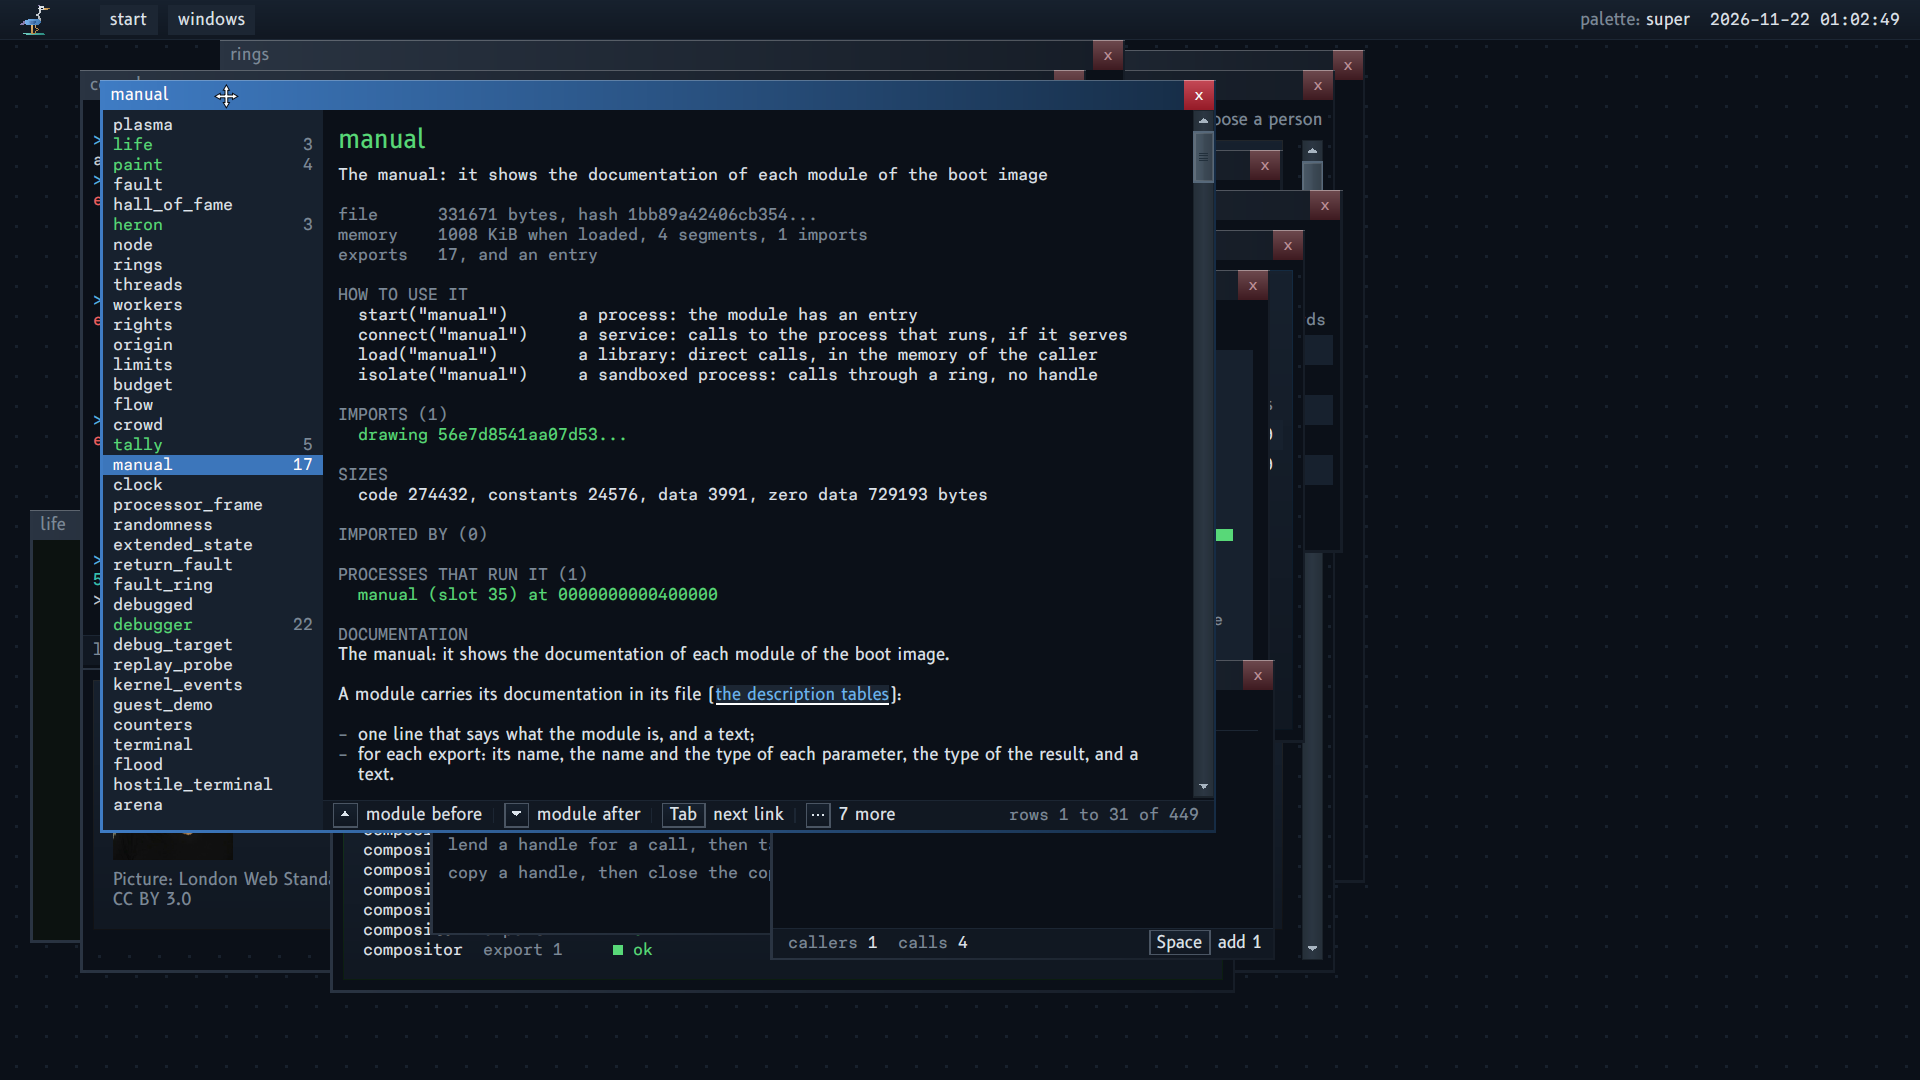 start windows palette: super 2026-11-22 01:02:49
rings x
x
x
manual x
plasma
life 3
paint 4
fault
hall_of_fame
heron 3
node
rings
threads
workers
rights
origin
limits
budget
flow
crowd
tally 5
manual 17
clock
processor_frame
randomness
extended_state
return_fault
fault_ring
debugged
debugger 22
debug_target
replay_probe
kernel_events
guest_demo
counters
terminal
flood
hostile_terminal
arena
manual
The manual: it shows the documentation of each module of the boot image
file 331671 bytes, hash 1bb89a42406cb354...
memory 1008 KiB when loaded, 4 segments, 1 imports
exports 17, and an entry
HOW TO USE IT
start("manual") a process: the module has an entry
connect("manual") a service: calls to the process that runs, if it serves
load("manual") a library: direct calls, in the memory of the caller
isolate("manual") a sandboxed process: calls through a ring, no handle
IMPORTS (1)
drawing 56e7d8541aa07d53...
SIZES
code 274432, constants 24576, data 3991, zero data 729193 bytes
IMPORTED BY (0)
PROCESSES THAT RUN IT (1)
manual (slot 35) at 0000000000400000
DOCUMENTATION
The manual: it shows the documentation of each module of the boot image.
A module carries its documentation in its file [the description tables]:
– one line that says what the module is, and a text;
– for each export: its name, the name and the type of each parameter, the type of the result, and a
text.
module before module after Tab next link ... 7 more rows 1 to 31 of 449
ose a person
x
x
x
x
ds
x
life
Picture: London Web Stand
CC BY 3.0
composi
composi
composi
composi
composi
compositor export 1 ok
lend a handle for a call, then t
copy a handle, then close the co
callers 1 calls 4 Space add 1